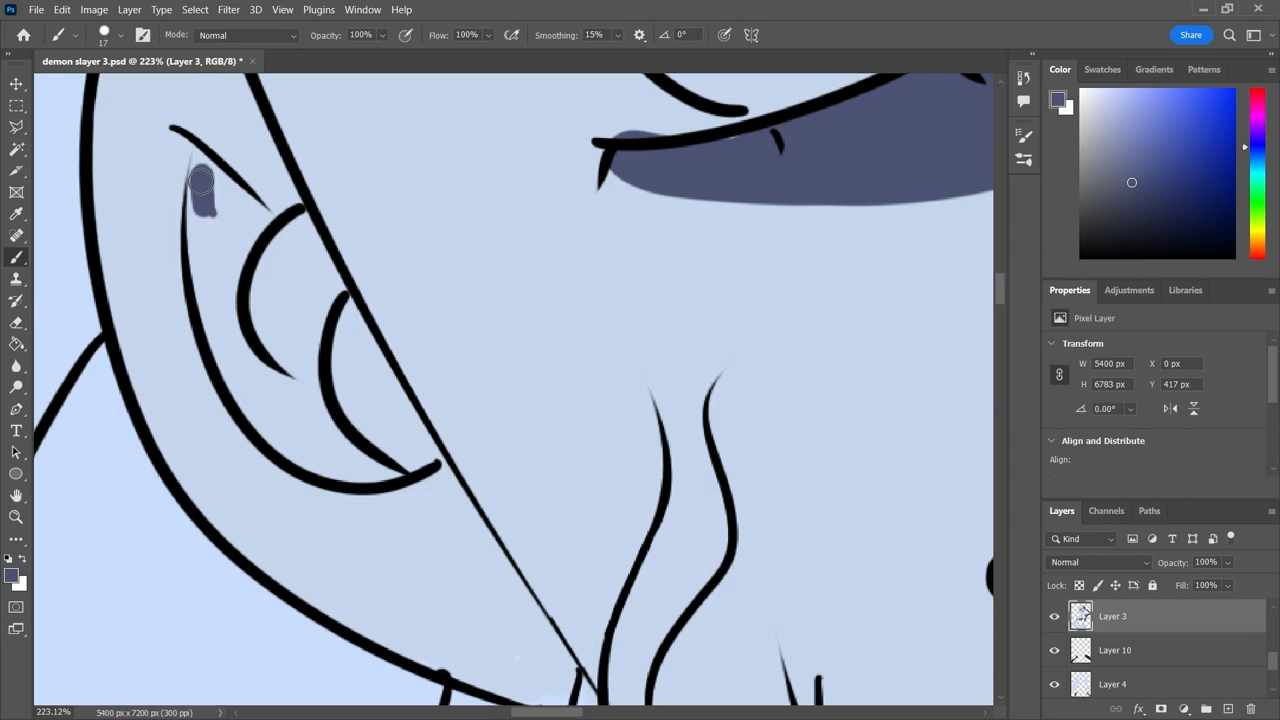 Ps File Edit Image Layer Type Select Filter 3D View Plugins Window Help
17 Mode: Normal Opacity: 100% Flow: 100% Smoothing: 15% 0° Share
demon slayer 3.psd @ 223% (Layer 3, RGB/8) *
Color Swatches Gradients Patterns
Properties Adjustments Libraries
Pixel Layer
Transform
W 5400 px X 0 px
H 6783 px Y 417 px
0.00°
Align and Distribute
Align:
Layers Channels Paths
Kind
Normal Opacity: 100%
Lock: Fill: 100%
Layer 3
Layer 10
Layer 4
223.12% 5400 px x 7200 px (300 ppi)